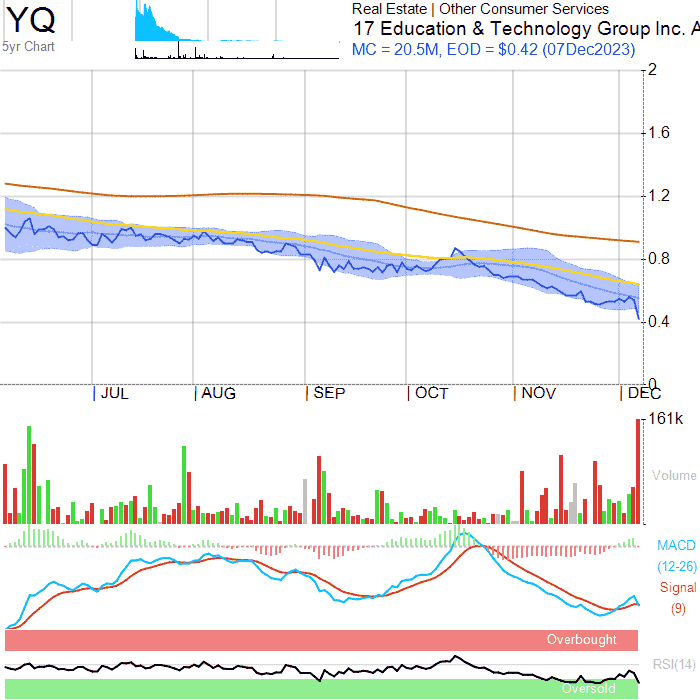 YQ
5yr Chart
Real Estate | Other Consumer Services
17 Education & Technology Group Inc. A
MC = 20.5M, EOD = $0.42 (07Dec2023)
2
1.6
1.2
0.8
0.4
0
JUL AUG SEP OCT NOV DEC
161k
Volume
MACD
(12-26)
Signal
(9)
Overbought
RSI(14)
Oversold